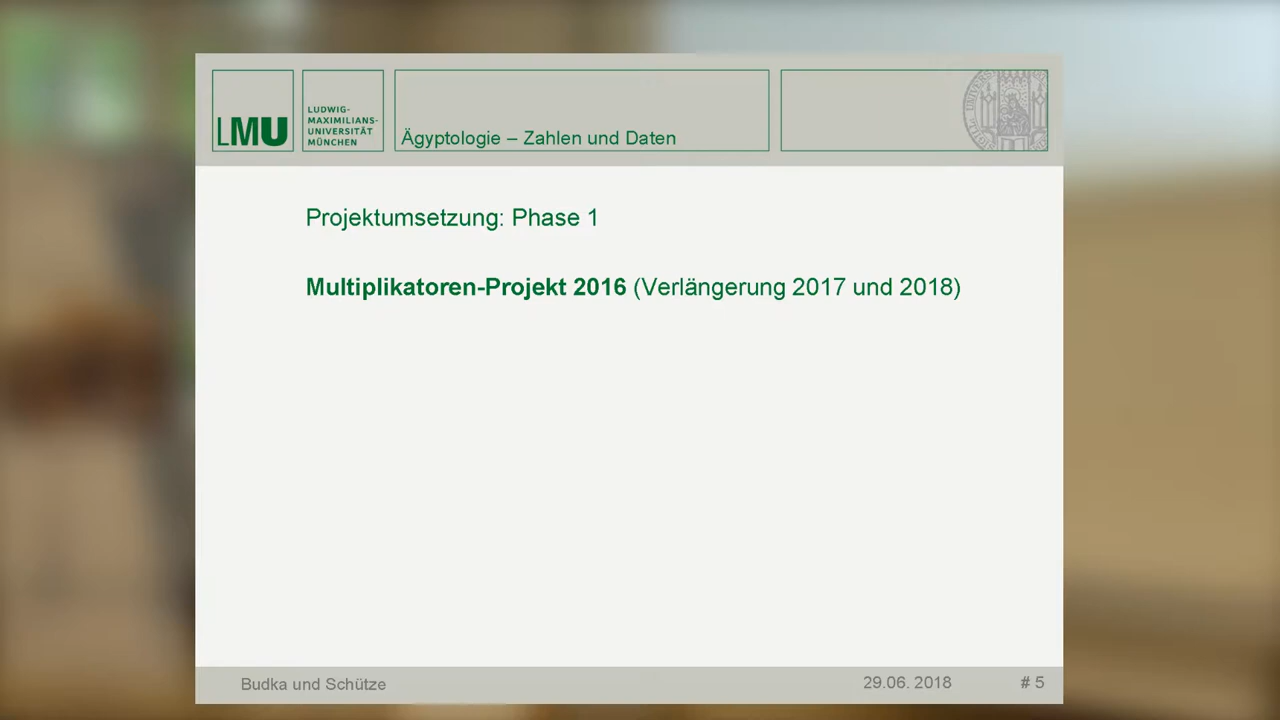 LMU
LUDWIG-
MAXIMILIANS-
UNIVERSITÄT
MÜNCHEN
Ägyptologie – Zahlen und Daten
Projektumsetzung: Phase 1
Multiplikatoren-Projekt 2016 (Verlängerung 2017 und 2018)
Budka und Schütze
29.06. 2018
# 5